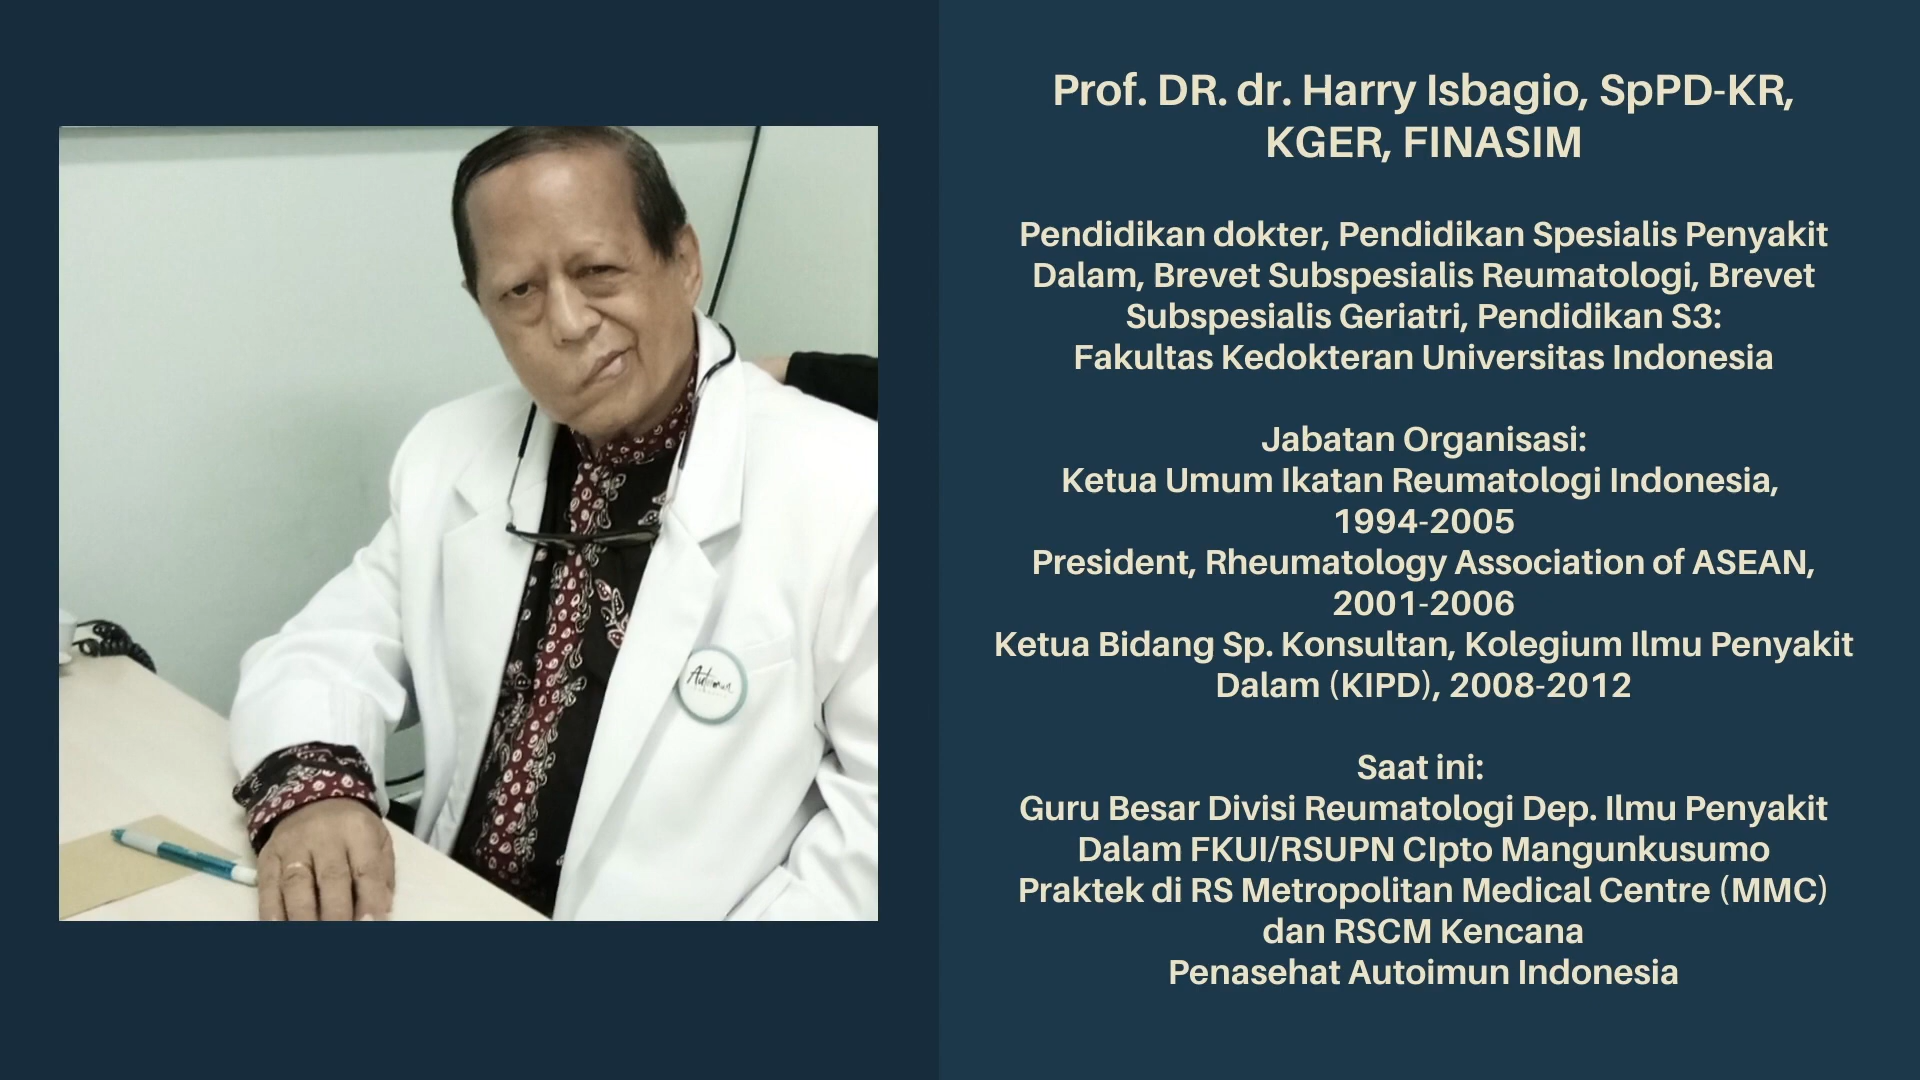 Prof. DR. dr. Harry Isbagio, SpPD-KR,
KGER, FINASIM
Pendidikan dokter, Pendidikan Spesialis Penyakit
Dalam, Brevet Subspesialis Reumatologi, Brevet
Subspesialis Geriatri, Pendidikan S3:
Fakultas Kedokteran Universitas Indonesia
Jabatan Organisasi:
Ketua Umum Ikatan Reumatologi Indonesia,
1994-2005
President, Rheumatology Association of ASEAN,
2001-2006
Ketua Bidang Sp. Konsultan, Kolegium Ilmu Penyakit
Dalam (KIPD), 2008-2012
Saat ini:
Guru Besar Divisi Reumatologi Dep. Ilmu Penyakit
Dalam FKUI/RSUPN CIpto Mangunkusumo
Praktek di RS Metropolitan Medical Centre (MMC)
dan RSCM Kencana
Penasehat Autoimun Indonesia
Autoimun